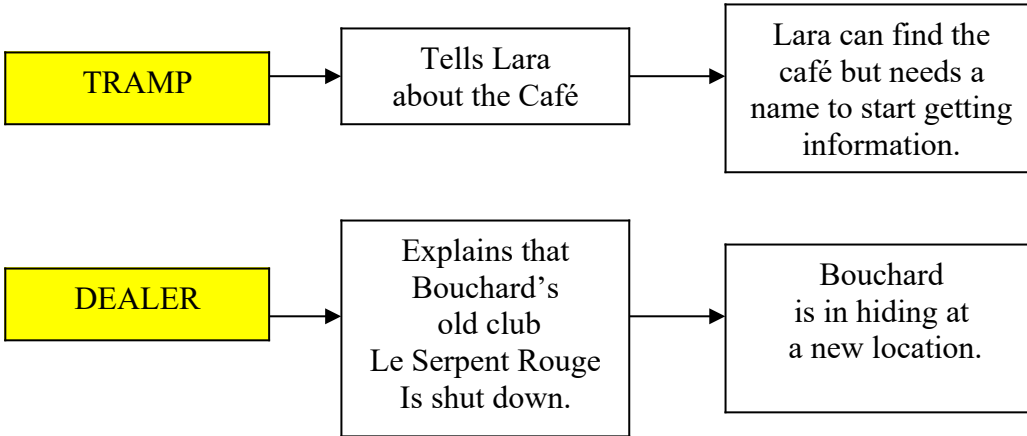 TRAMP
Tells Lara
about the Café
Lara can find the
café but needs a
name to start getting
information.
DEALER
Explains that
Bouchard’s
old club
Le Serpent Rouge
Is shut down.
Bouchard
is in hiding at
a new location.